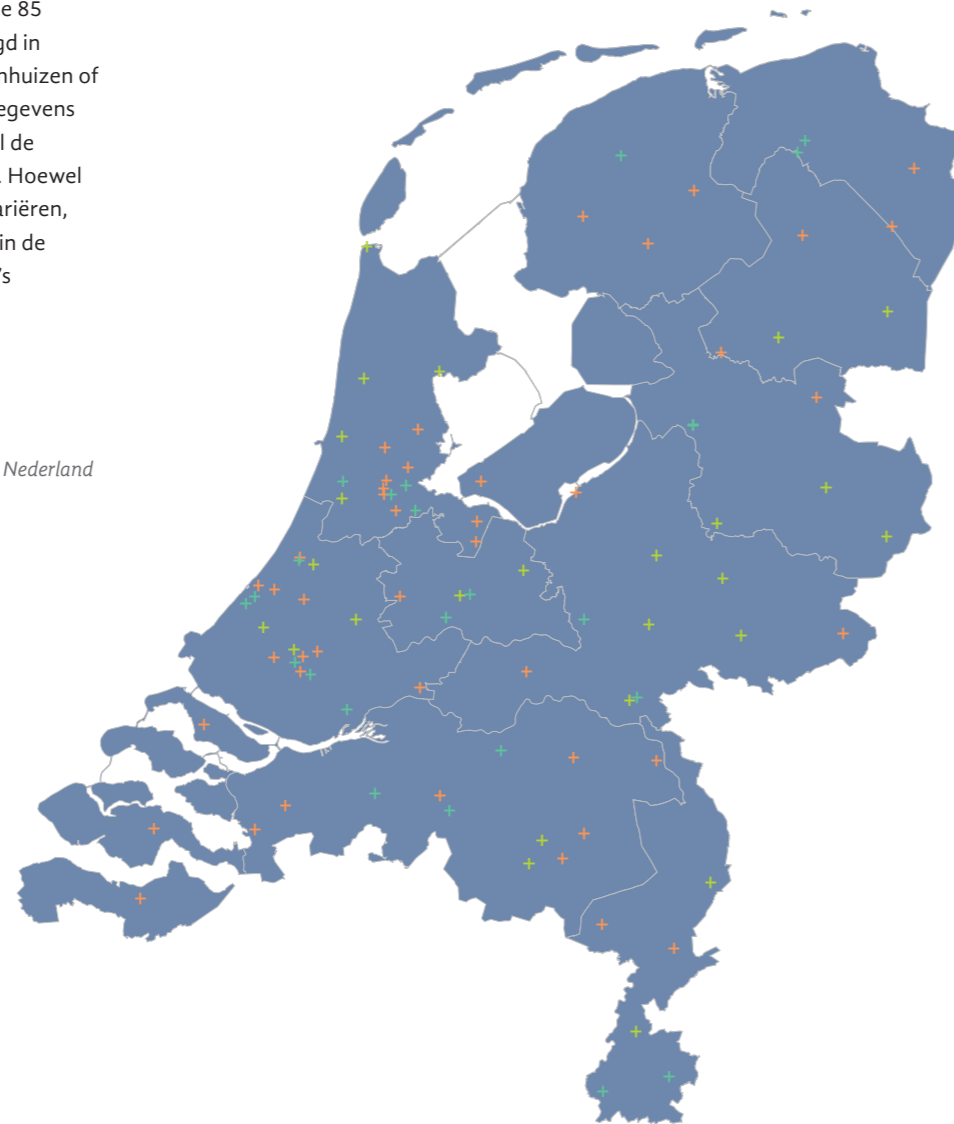 e 85
gd in
nhuizen of
egevens
l de
. Hoewel
ariëren,
in de
's
Nederland